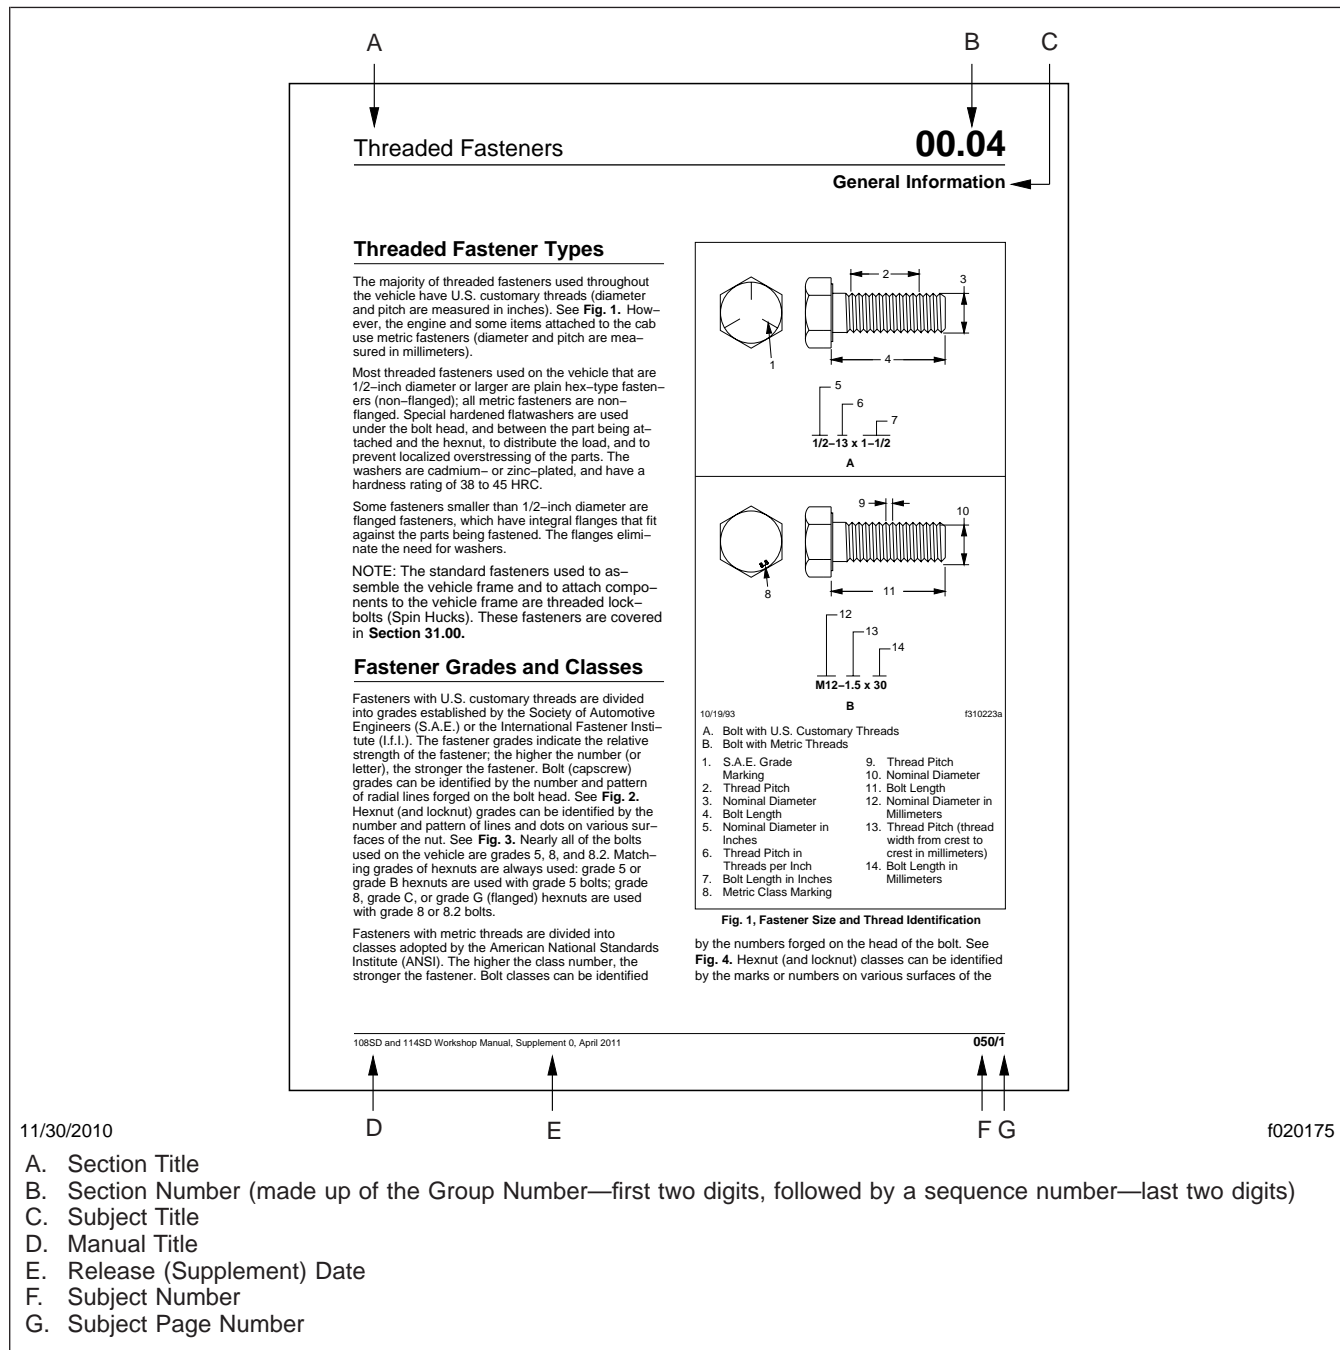 A B C
Threaded Fasteners
00.04
General Information
Threaded Fastener Types
The majority of threaded fasteners used throughout
the vehicle have U.S. customary threads (diameter
and pitch are measured in inches). See Fig. 1. How–
ever, the engine and some items attached to the cab
use metric fasteners (diameter and pitch are mea–
sured in millimeters).
Most threaded fasteners used on the vehicle that are
1/2–inch diameter or larger are plain hex–type fasten–
ers (non–flanged); all metric fasteners are non–
flanged. Special hardened flatwashers are used
under the bolt head, and between the part being at–
tached and the hexnut, to distribute the load, and to
prevent localized overstressing of the parts. The
washers are cadmium– or zinc–plated, and have a
hardness rating of 38 to 45 HRC.
Some fasteners smaller than 1/2–inch diameter are
flanged fasteners, which have integral flanges that fit
against the parts being fastened. The flanges elimi–
nate the need for washers.
NOTE: The standard fasteners used to as–
semble the vehicle frame and to attach compo–
nents to the vehicle frame are threaded lock–
bolts (Spin Hucks). These fasteners are covered
in Section 31.00.
Fastener Grades and Classes
Fasteners with U.S. customary threads are divided
into grades established by the Society of Automotive
Engineers (S.A.E.) or the International Fastener Insti–
tute (I.f.I.). The fastener grades indicate the relative
strength of the fastener; the higher the number (or
letter), the stronger the fastener. Bolt (capscrew)
grades can be identified by the number and pattern
of radial lines forged on the bolt head. See Fig. 2.
Hexnut (and locknut) grades can be identified by the
number and pattern of lines and dots on various sur–
faces of the nut. See Fig. 3. Nearly all of the bolts
used on the vehicle are grades 5, 8, and 8.2. Match–
ing grades of hexnuts are always used: grade 5 or
grade B hexnuts are used with grade 5 bolts; grade
8, grade C, or grade G (flanged) hexnuts are used
with grade 8 or 8.2 bolts.
Fasteners with metric threads are divided into
classes adopted by the American National Standards
Institute (ANSI). The higher the class number, the
stronger the fastener. Bolt classes can be identified
2
3
1
4
5
6
7
1/2–13 x 1–1/2
A
9
10
8.8
8
11
12
13
14
M12–1.5 x 30
B
10/19/93
f310223a
A. Bolt with U.S. Customary Threads
B. Bolt with Metric Threads
1. S.A.E. Grade
Marking
2. Thread Pitch
3. Nominal Diameter
4. Bolt Length
5. Nominal Diameter in
Inches
6. Thread Pitch in
Threads per Inch
7. Bolt Length in Inches
8. Metric Class Marking
9. Thread Pitch
10. Nominal Diameter
11. Bolt Length
12. Nominal Diameter in
Millimeters
13. Thread Pitch (thread
width from crest to
crest in millimeters)
14. Bolt Length in
Millimeters
Fig. 1, Fastener Size and Thread Identification
by the numbers forged on the head of the bolt. See
Fig. 4. Hexnut (and locknut) classes can be identified
by the marks or numbers on various surfaces of the
108SD and 114SD Workshop Manual, Supplement 0, April 2011
050/1
D E F G
11/30/2010
f020175
A. Section Title
B. Section Number (made up of the Group Number—first two digits, followed by a sequence number—last two digits)
C. Subject Title
D. Manual Title
E. Release (Supplement) Date
F. Subject Number
G. Subject Page Number